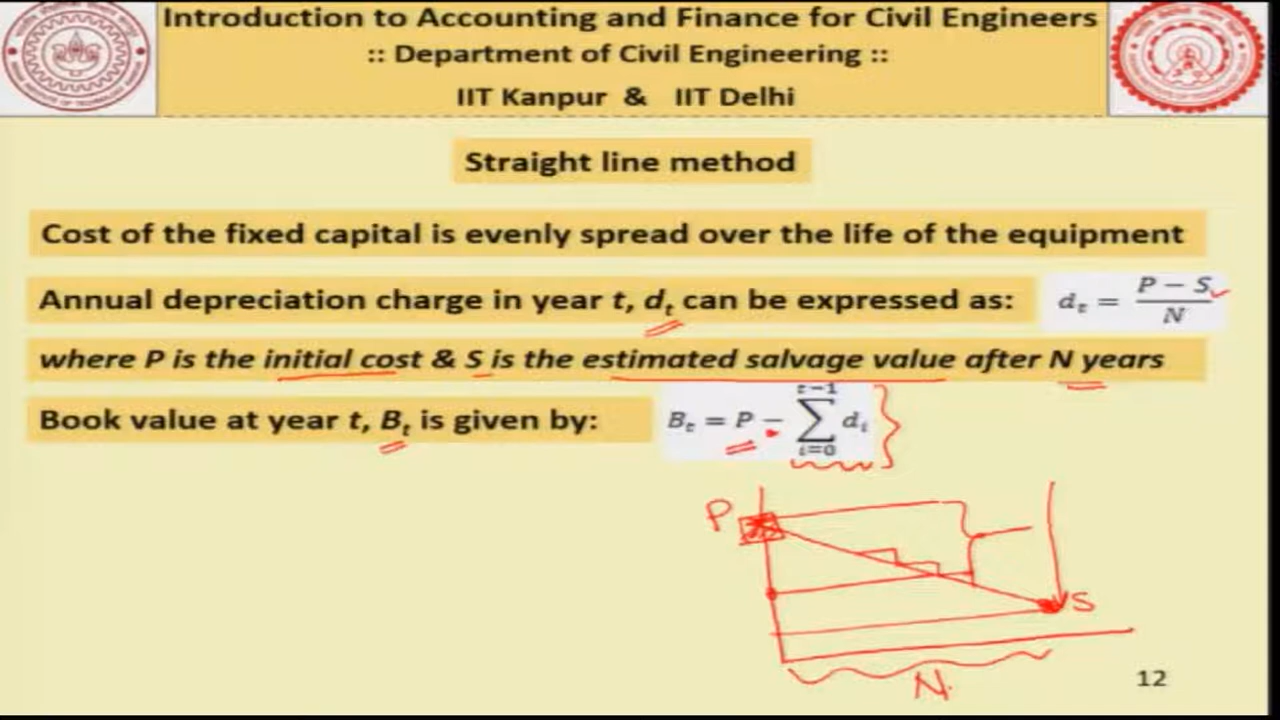 Introduction to Accounting and Finance for Civil Engineers
:: Department of Civil Engineering ::
IIT Kanpur & IIT Delhi
Straight line method
Cost of the fixed capital is evenly spread over the life of the equipment
Annual depreciation charge in year t, dₜ can be expressed as: dₜ = (P − S) / N
where P is the initial cost & S is the estimated salvage value after N years
Book value at year t, Bₜ is given by: Bₜ = P − ∑_{i=0}^{t−1} dᵢ
P
S
N
12